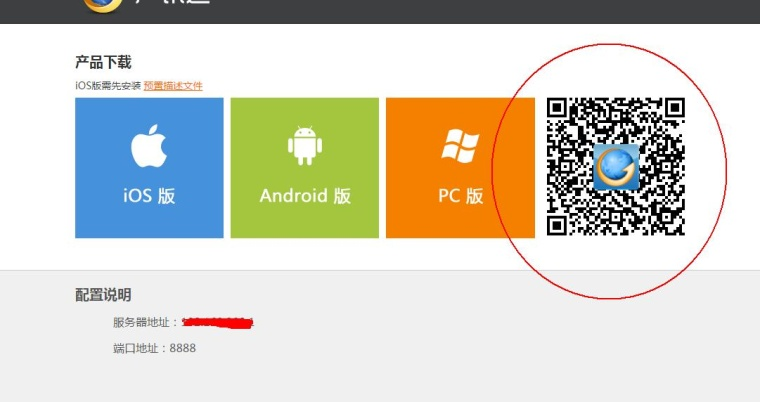 产品下载
iOS版需先安装 预置描述文件
iOS 版
Android 版
PC 版
配置说明
服务器地址：
端口地址：8888